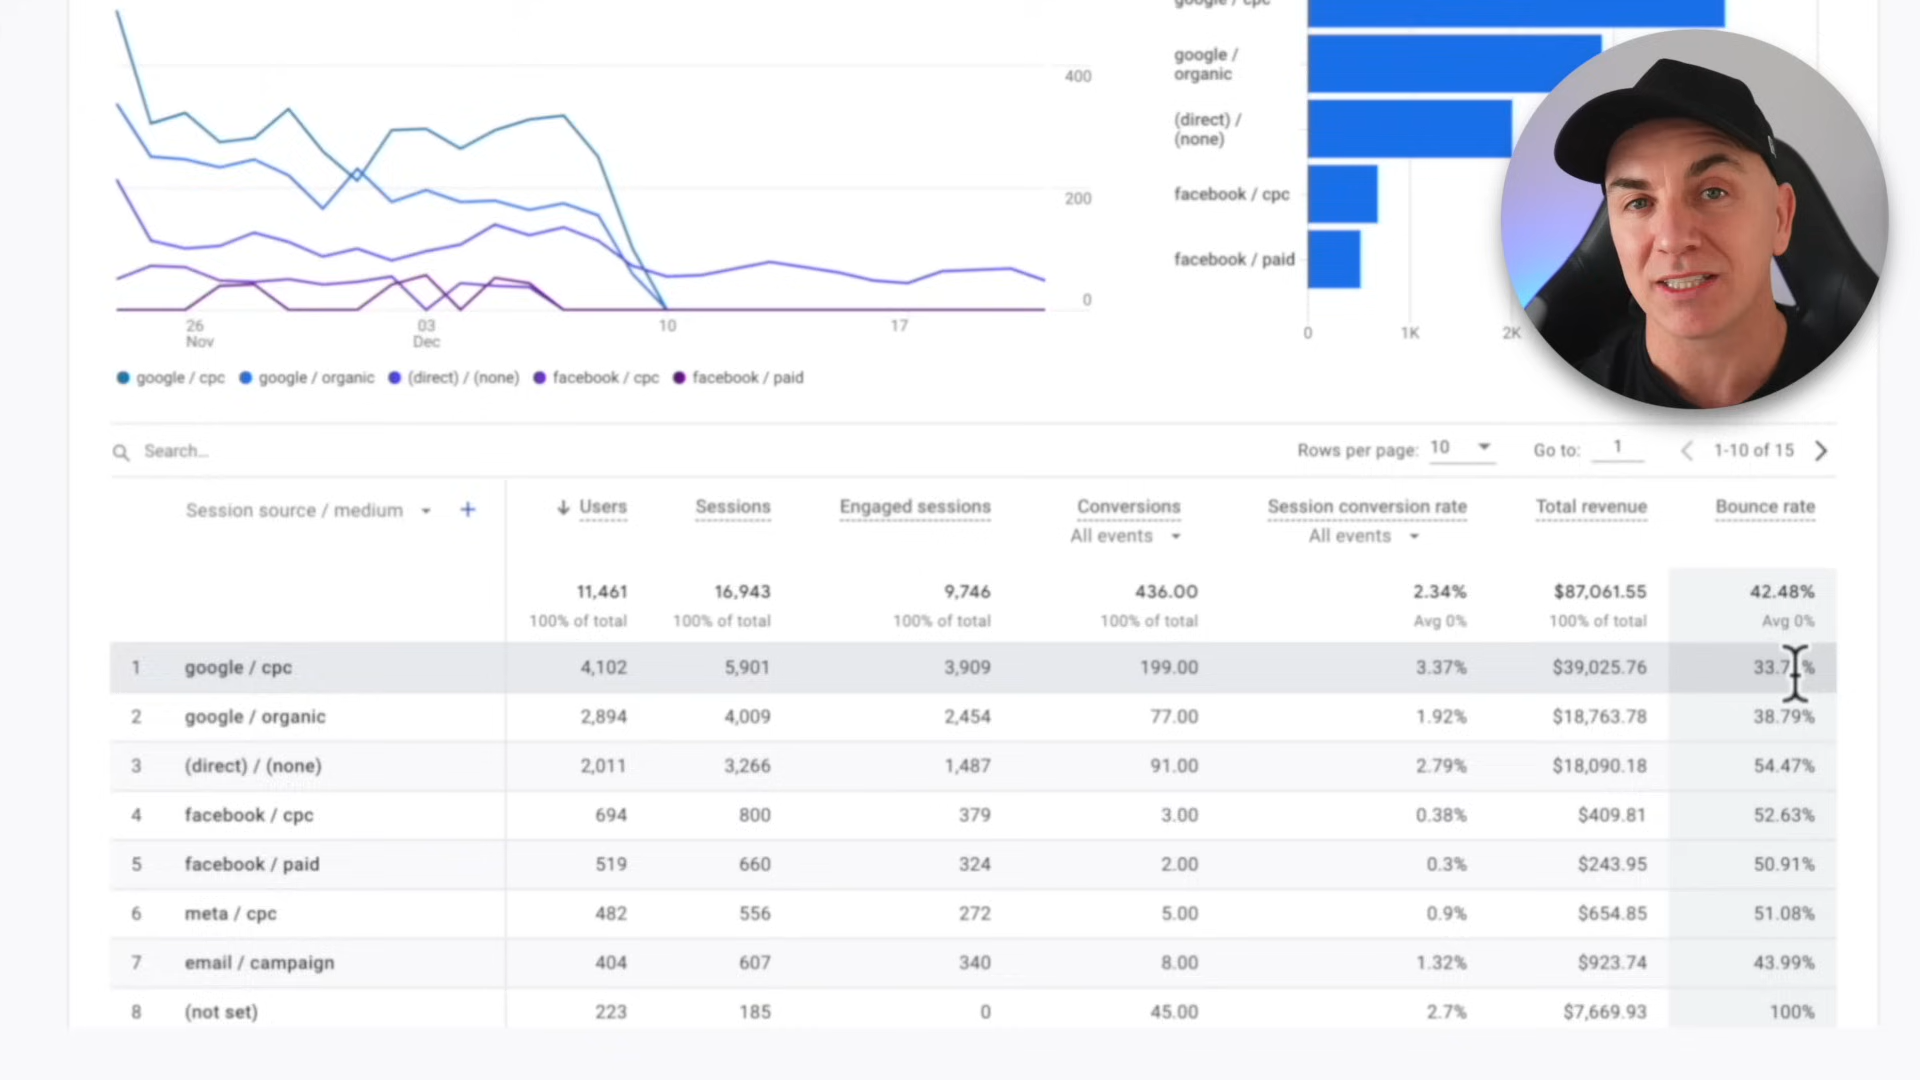 google / cpc
400
google /
organic
(direct) /
(none)
200
facebook / cpc
facebook / paid
0
26
Nov
03
Dec
10
17
0
1K
2K
google / cpc
google / organic
(direct) / (none)
facebook / cpc
facebook / paid
Search...
Rows per page: 10
Go to: 1
1-10 of 15
Session source / medium
Users
Sessions
Engaged sessions
Conversions
Session conversion rate
Total revenue
Bounce rate
All events
All events
11,461 16,943 9,746 436.00 2.34% $87,061.55 42.48%
100% of total 100% of total 100% of total 100% of total Avg 0% 100% of total Avg 0%
1 google / cpc 4,102 5,901 3,909 199.00 3.37% $39,025.76
2 google / organic 2,894 4,009 2,454 77.00 1.92% $18,763.78 38.79%
3 (direct) / (none) 2,011 3,266 1,487 91.00 2.79% $18,090.18 54.47%
4 facebook / cpc 694 800 379 3.00 0.38% $409.81 52.63%
5 facebook / paid 519 660 324 2.00 0.3% $243.95 50.91%
6 meta / cpc 482 556 272 5.00 0.9% $654.85 51.08%
7 email / campaign 404 607 340 8.00 1.32% $923.74 43.99%
8 (not set) 223 185 0 45.00 2.7% $7,669.93 100%